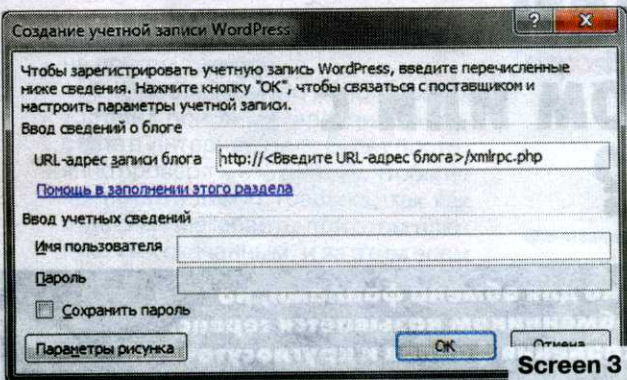 Создание учетной записи WordPress
Чтобы зарегистрировать учетную запись WordPress, введите перечисленные
ниже сведения. Нажмите кнопку "ОК", чтобы связаться с поставщиком и
настроить параметры учетной записи.
Ввод сведений о блоге
URL-адрес записи блога http://<Введите URL-адрес блога>/xmlrpc.php
Помощь в заполнении этого раздела
Ввод учетных сведений
Имя пользователя
Пароль
Сохранить пароль
Параметры рисунка ОК Отмена
Screen 3